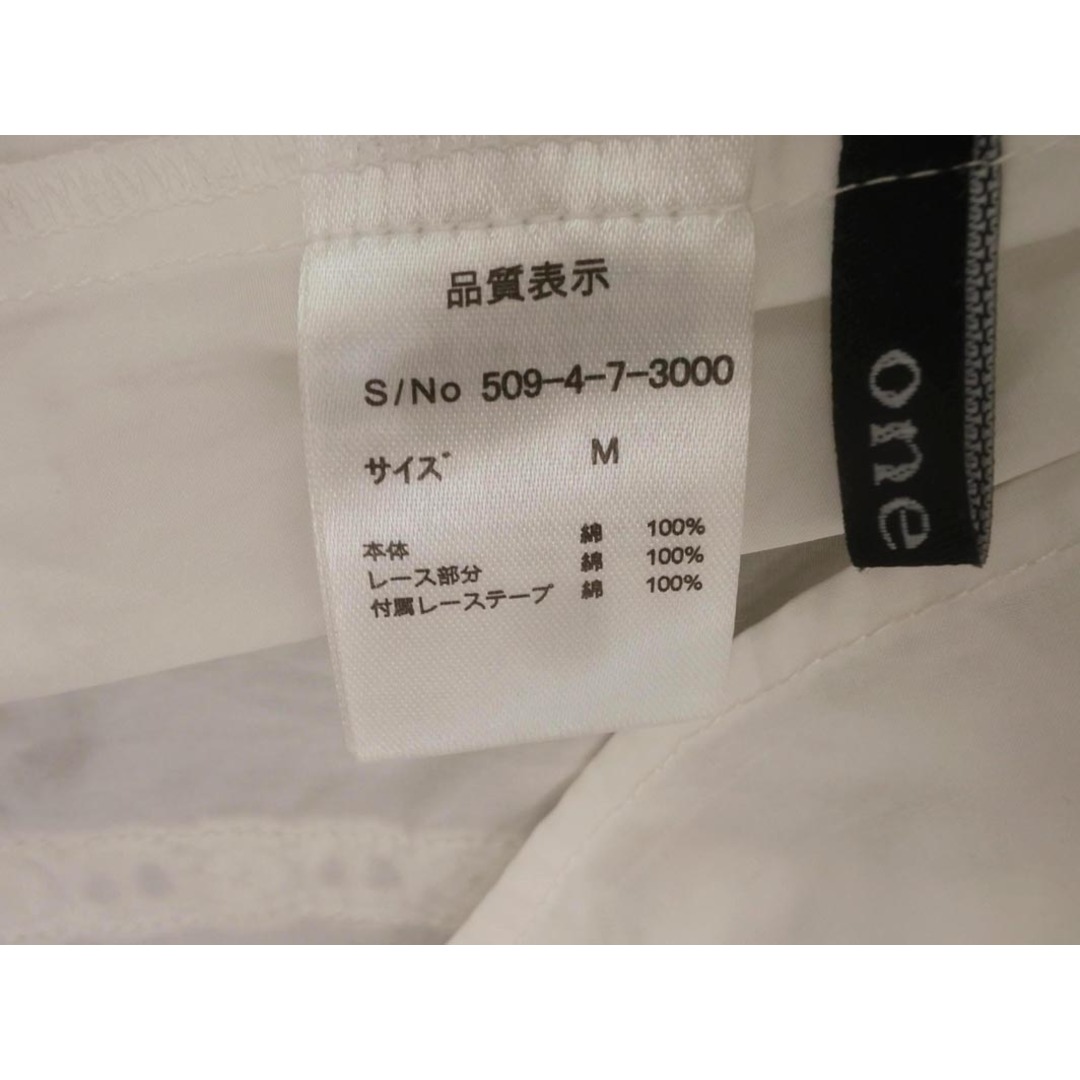 品質表示
S/No 509-4-7-3000
サイズ M
本体 綿 100%
レース部分 綿 100%
付属レーステープ 綿 100%
one